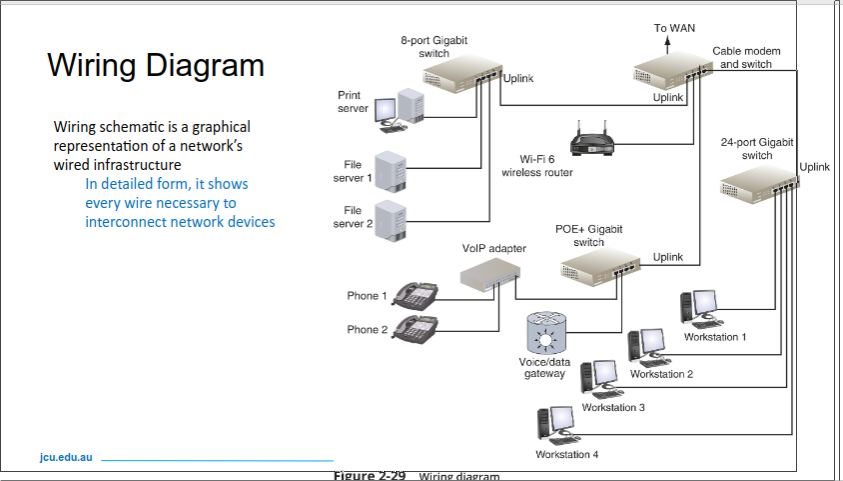 Wiring Diagram
Wiring schematic is a graphical
representation of a network's
wired infrastructure
In detailed form, it shows
every wire necessary to
interconnect network devices
To WAN
8-port Gigabit
switch
Cable modem
and switch
Uplink
Uplink
Print
server
Wi-Fi 6
wireless router
24-port Gigabit
switch
Uplink
File
server 1
File
server 2
POE+ Gigabit
switch
VoIP adapter
Uplink
Phone 1
Phone 2
Workstation 1
Voice/data
gateway
Workstation 2
Workstation 3
Workstation 4
jcu.edu.au
Figure 2-29 Wiring diagram